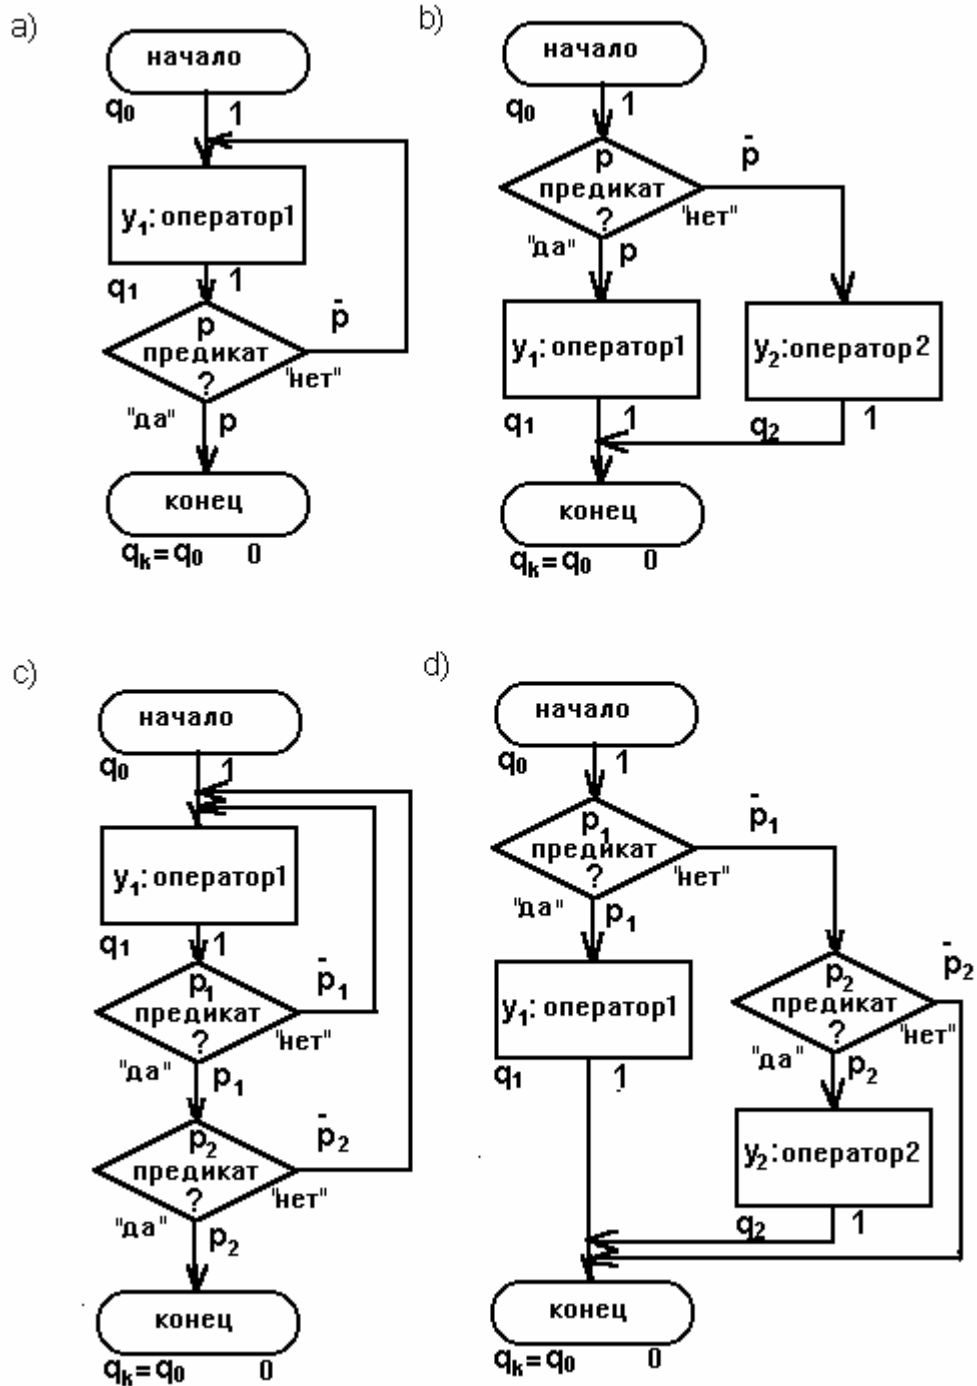 a)
начало
q₀ 1
y₁: оператор1
q₁ 1
p̄
p
предикат
?
"нет"
"да" p
конец
qₖ = q₀ 0
b)
начало
q₀ 1
p̄
p
предикат
?
"нет"
"да" p
y₁: оператор1
y₂: оператор2
q₁ 1
q₂ 1
конец
qₖ = q₀ 0
c)
начало
q₀ 1
y₁: оператор1
q₁ 1
p̄₁
p₁
предикат
?
"нет"
"да" p₁
p̄₂
p₂
предикат
?
"нет"
"да" p₂
конец
qₖ = q₀ 0
d)
начало
q₀ 1
p̄₁
p₁
предикат
?
"нет"
"да" p₁
y₁: оператор1
q₁ 1
p̄₂
p₂
предикат
?
"нет"
"да" p₂
y₂: оператор2
q₂ 1
конец
qₖ = q₀ 0